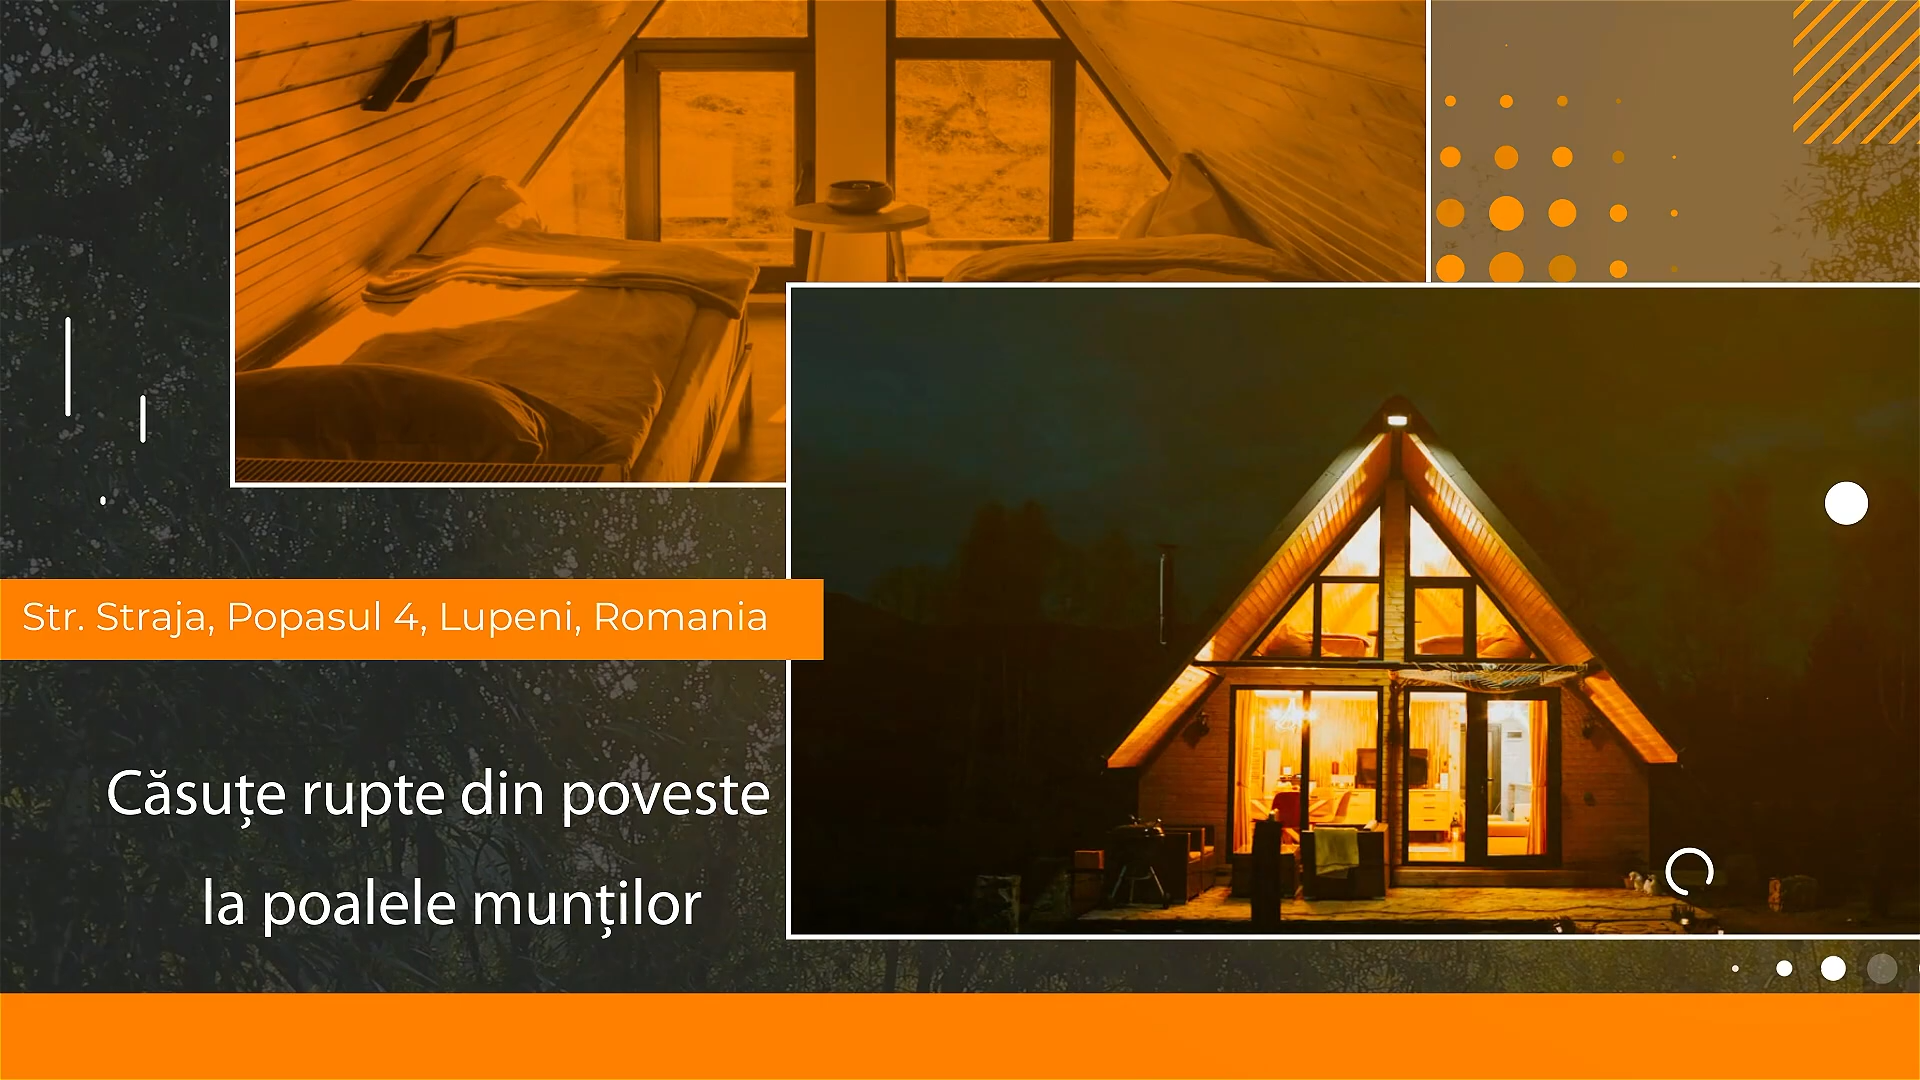 Str. Straja, Popasul 4, Lupeni, Romania
Căsuțe rupte din poveste
la poalele munților